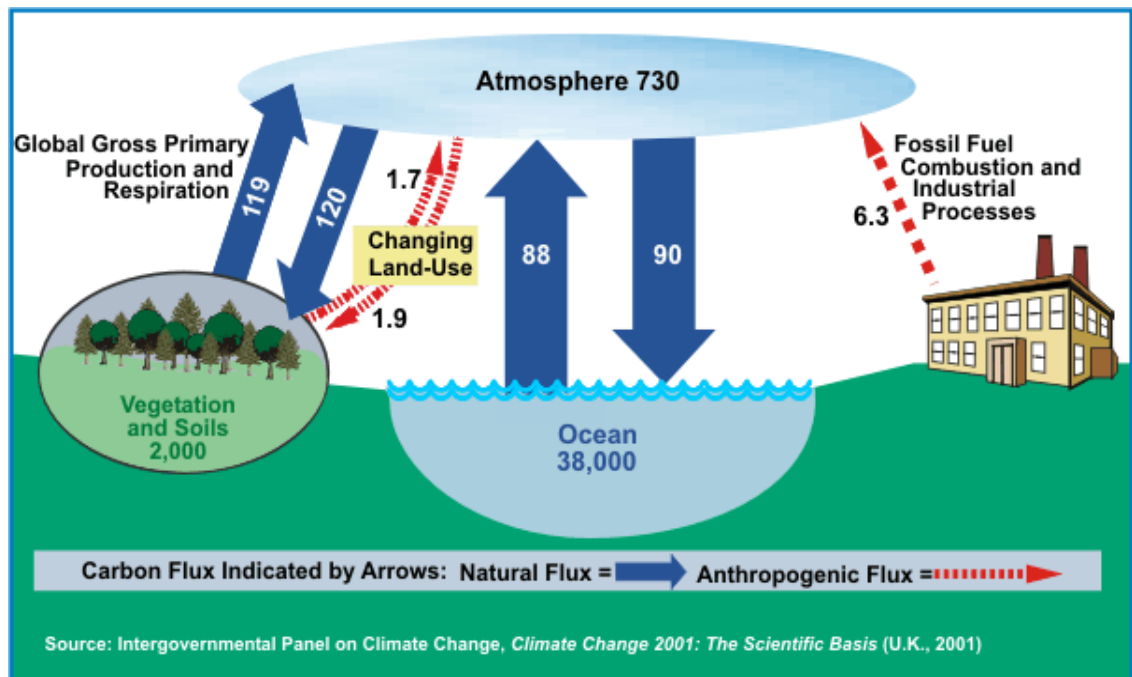 Atmosphere 730
Global Gross Primary
Production and
Respiration
119
120
1.7
Changing
Land-Use
1.9
88
90
Fossil Fuel
Combustion and
Industrial
Processes
6.3
Vegetation
and Soils
2,000
Ocean
38,000
Carbon Flux Indicated by Arrows: Natural Flux = Anthropogenic Flux =
Source: Intergovernmental Panel on Climate Change, Climate Change 2001: The Scientific Basis (U.K., 2001)